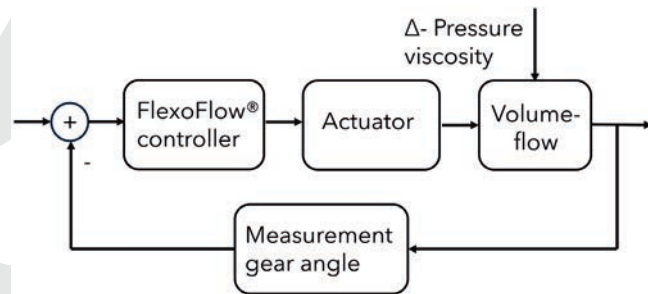 Δ- Pressure
viscosity
+
FlexoFlow®
controller
Actuator
Volume-
flow
-
Measurement
gear angle